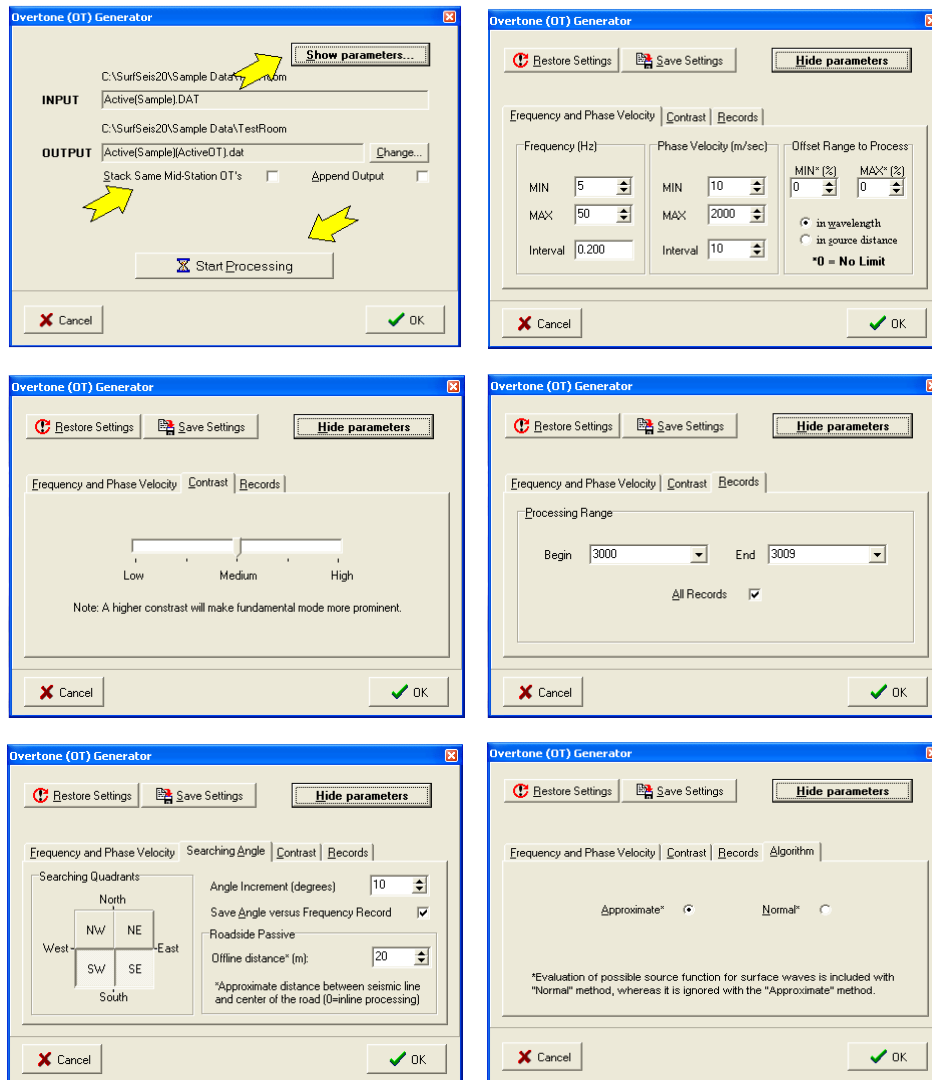 Overtone (OT) Generator
Show parameters...
C:\SurfSeis20\Sample Data\TestRoom
INPUT Active(Sample).DAT
C:\SurfSeis20\Sample Data\TestRoom
OUTPUT Active(Sample)(ActiveOT).dat Change...
Stack Same Mid-Station OT's Append Output
Start Processing
Cancel OK
Overtone (OT) Generator
Restore Settings Save Settings Hide parameters
Frequency and Phase Velocity Contrast Records
Frequency (Hz) Phase Velocity (m/sec) Offset Range to Process
MIN* (%) MAX* (%)
MIN 5 MIN 10 0 0
MAX 50 MAX 2000
in wavelength
in source distance
Interval 0.200 Interval 10
*0 = No Limit
Cancel OK
Overtone (OT) Generator
Restore Settings Save Settings Hide parameters
Frequency and Phase Velocity Contrast Records
Low Medium High
Note: A higher constrast will make fundamental mode more prominent.
Cancel OK
Overtone (OT) Generator
Restore Settings Save Settings Hide parameters
Frequency and Phase Velocity Contrast Records
Processing Range
Begin 3000 End 3009
All Records
Cancel OK
Overtone (OT) Generator
Restore Settings Save Settings Hide parameters
Frequency and Phase Velocity Searching Angle Contrast Records
Searching Quadrants
North
NW NE
West East
SW SE
South
Angle Increment (degrees) 10
Save Angle versus Frequency Record
Roadside Passive
Offline distance* (m): 20
*Approximate distance between seismic line
and center of the road (0=inline processing)
Cancel OK
Overtone (OT) Generator
Restore Settings Save Settings Hide parameters
Frequency and Phase Velocity Contrast Records Algorithm
Approximate* Normal*
*Evaluation of possible source function for surface waves is included with
"Normal" method, whereas it is ignored with the "Approximate" method.
Cancel OK